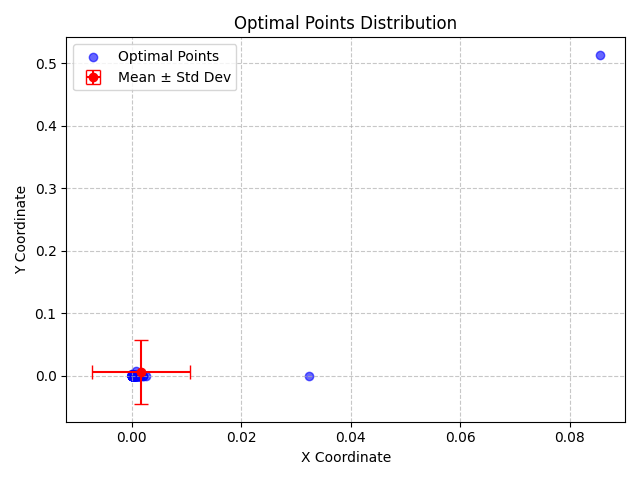 Optimal Points Distribution
Optimal Points
Mean ± Std Dev
Y Coordinate
0.5
0.4
0.3
0.2
0.1
0.0
0.00 0.02 0.04 0.06 0.08
X Coordinate